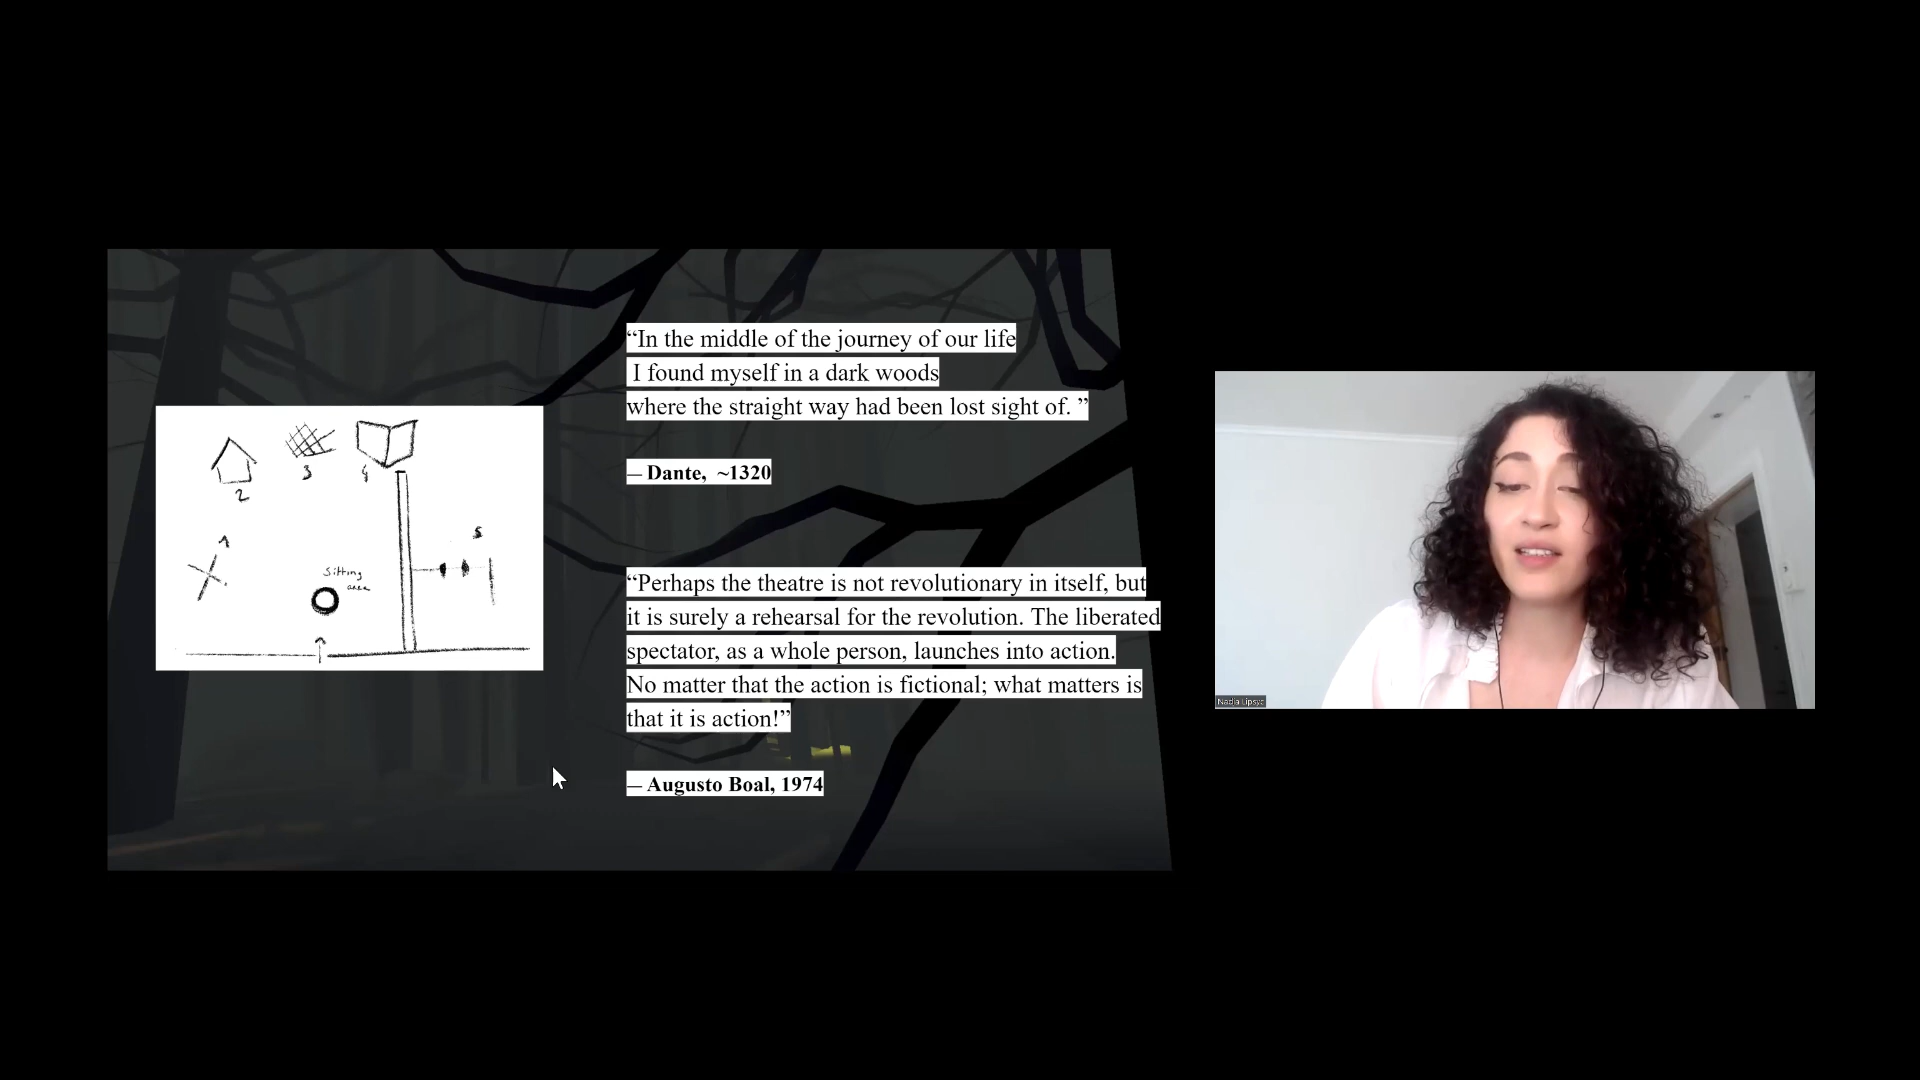 “In the middle of the journey of our life
I found myself in a dark woods
where the straight way had been lost sight of. ”
— Dante, ~1320
“Perhaps the theatre is not revolutionary in itself, but
it is surely a rehearsal for the revolution. The liberated
spectator, as a whole person, launches into action.
No matter that the action is fictional; what matters is
that it is action!”
— Augusto Boal, 1974
2
3
4
1
5
Sitting
area
Nadia Lipsyc